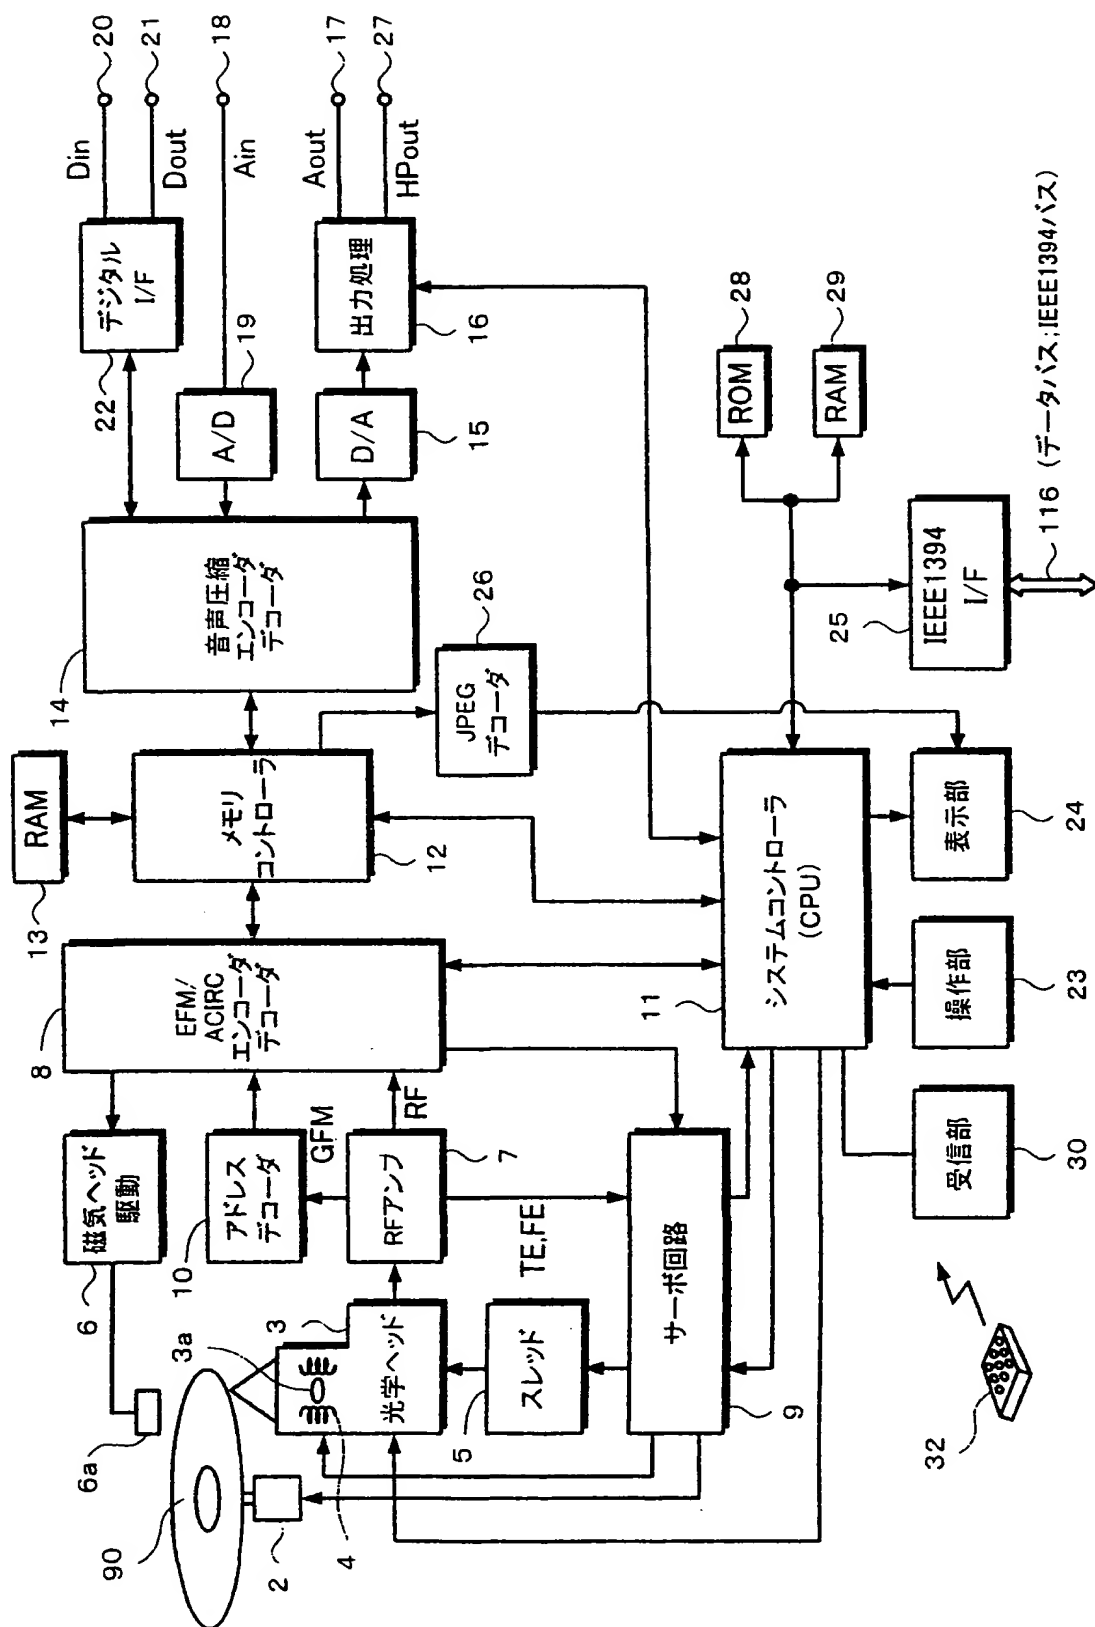 Din
20
Dout
21
Ain
18
Aout
17
HPout
27
デジタル
I/F
22
A/D
19
D/A
15
出力処理
16
音声圧縮
エンコーダ
デコーダ
14
RAM
13
メモリ
コントローラ
12
JPEG
デコーダ
26
EFM/
ACIRC
エンコーダ
デコーダ
8
磁気ヘッド
駆動
6
6a
アドレス
デコーダ
10
GFM
RFアンプ
7
RF
3
3a
4
光学ヘッド
90
2
スレッド
5
TE,FE
サーボ回路
9
システムコントローラ
(CPU)
11
ROM
28
RAM
29
IEEE1394
I/F
25
116 (データバス;IEEE1394バス)
表示部
24
操作部
23
受信部
30
32